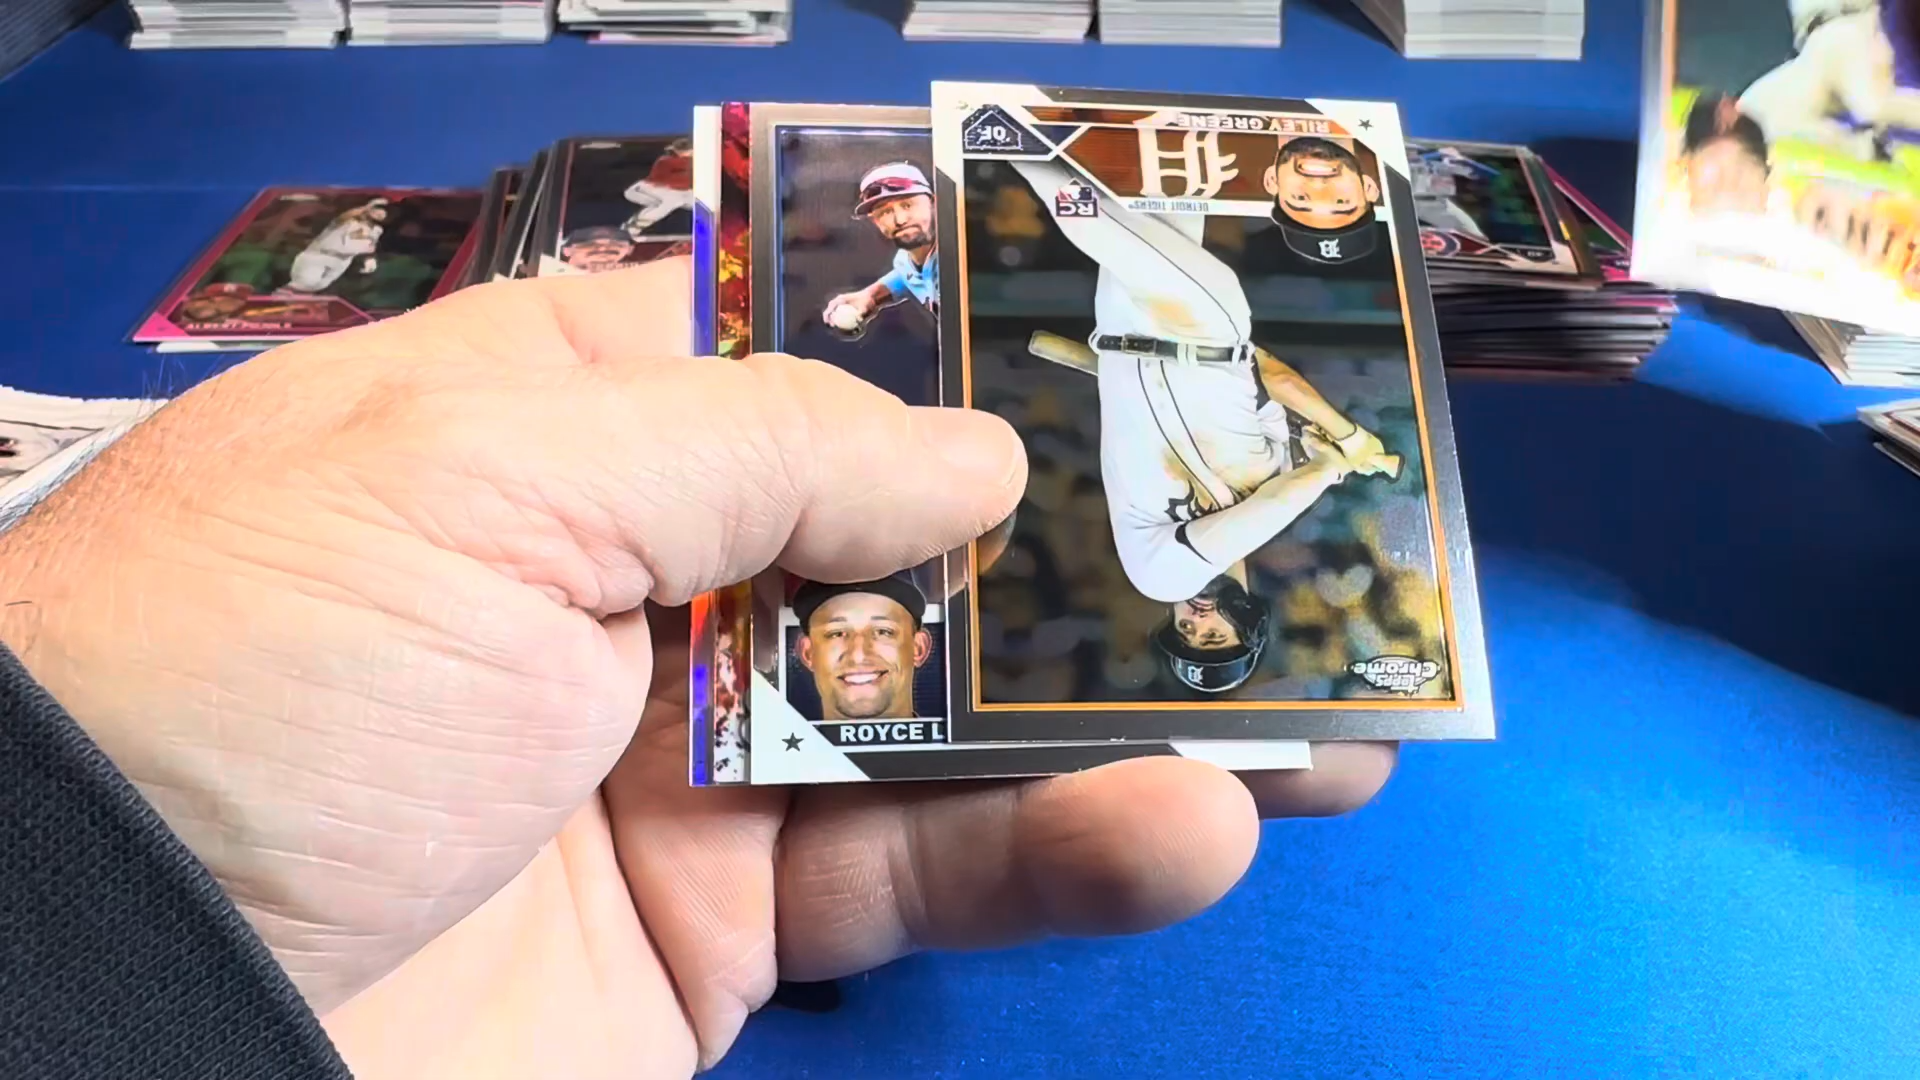 RILEY GREENE
OF
DETROIT TIGERS®
RC
Topps
Chrome
ROYCE L
ALBERT PUJOLS